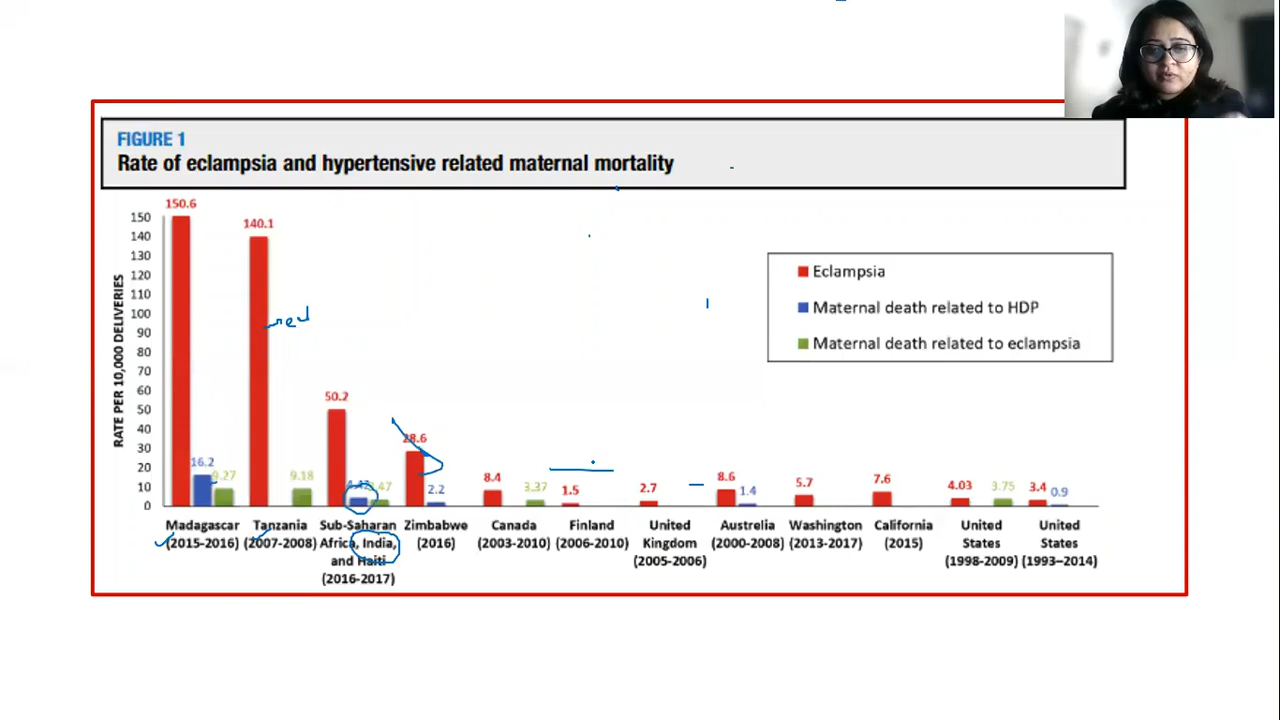 FIGURE 1
Rate of eclampsia and hypertensive related maternal mortality
RATE PER 10,000 DELIVERIES
150
140
130
120
110
100
90
80
70
60
50
40
30
20
10
0
150.6
16.2
9.27
140.1
9.18
50.2
28.6
2.2
8.4
3.37
1.5
2.7
8.6
1.4
5.7
7.6
4.03
3.75
3.4
0.9
red
Eclampsia
Maternal death related to HDP
Maternal death related to eclampsia
Madagascar
(2015-2016)
Tanzania
(2007-2008)
Sub-Saharan
Africa, India,
and Haiti
(2016-2017)
Zimbabwe
(2016)
Canada
(2003-2010)
Finland
(2006-2010)
United
Kingdom
(2005-2006)
Austrelia
(2000-2008)
Washington
(2013-2017)
California
(2015)
United
States
(1998-2009)
United
States
(1993–2014)